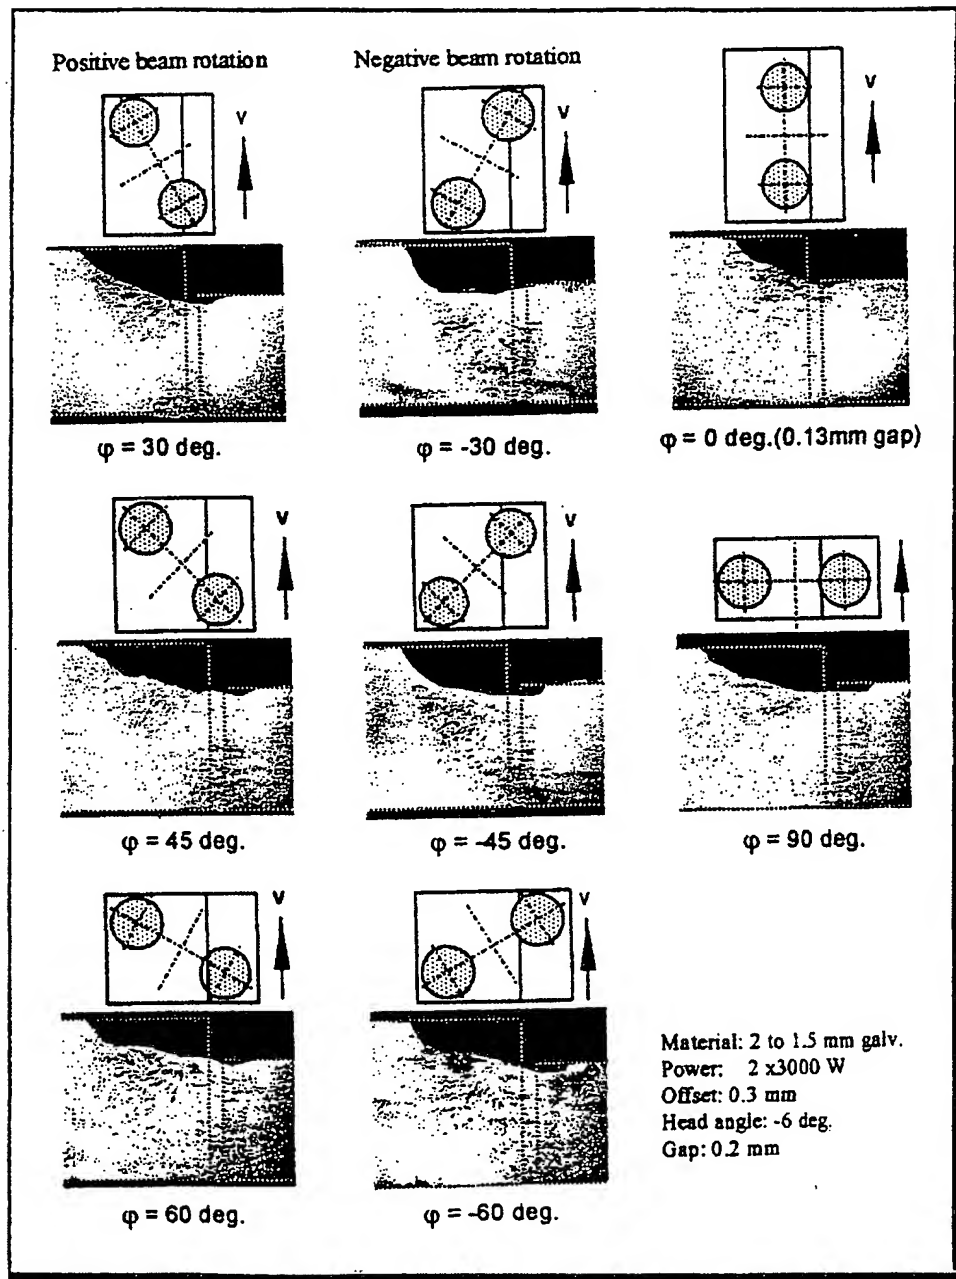 Positive beam rotation
Negative beam rotation
v
v
v
φ = 30 deg.
φ = -30 deg.
φ = 0 deg.(0.13mm gap)
v
v
v
φ = 45 deg.
φ = -45 deg.
φ = 90 deg.
v
v
φ = 60 deg.
φ = -60 deg.
Material: 2 to 1.5 mm galv.
Power: 2 x3000 W
Offset: 0.3 mm
Head angle: -6 deg.
Gap: 0.2 mm